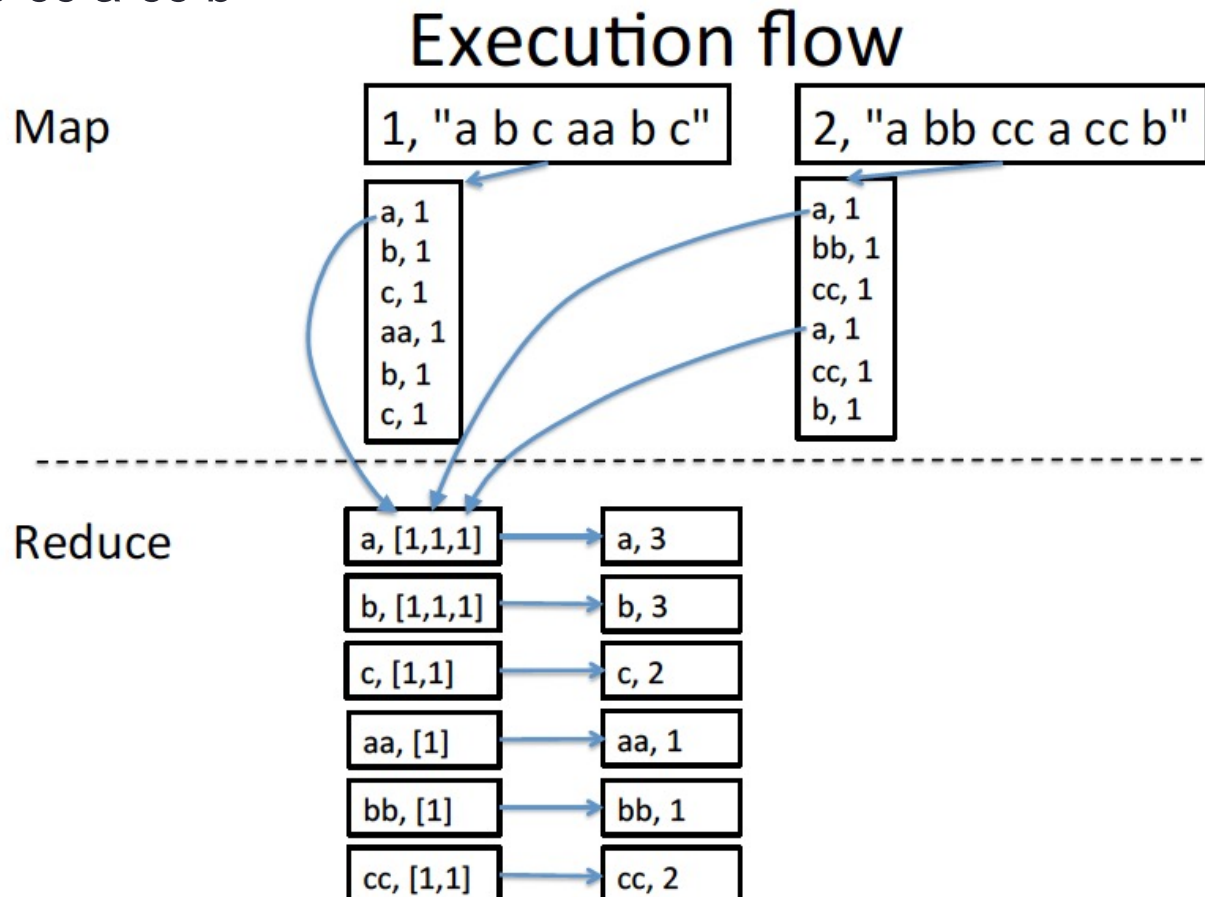 Execution flow
Map
1, "a b c aa b c"
2, "a bb cc a cc b"
a, 1
b, 1
c, 1
aa, 1
b, 1
c, 1
a, 1
bb, 1
cc, 1
a, 1
cc, 1
b, 1
Reduce
a, [1,1,1]
a, 3
b, [1,1,1]
b, 3
c, [1,1]
c, 2
aa, [1]
aa, 1
bb, [1]
bb, 1
cc, [1,1]
cc, 2